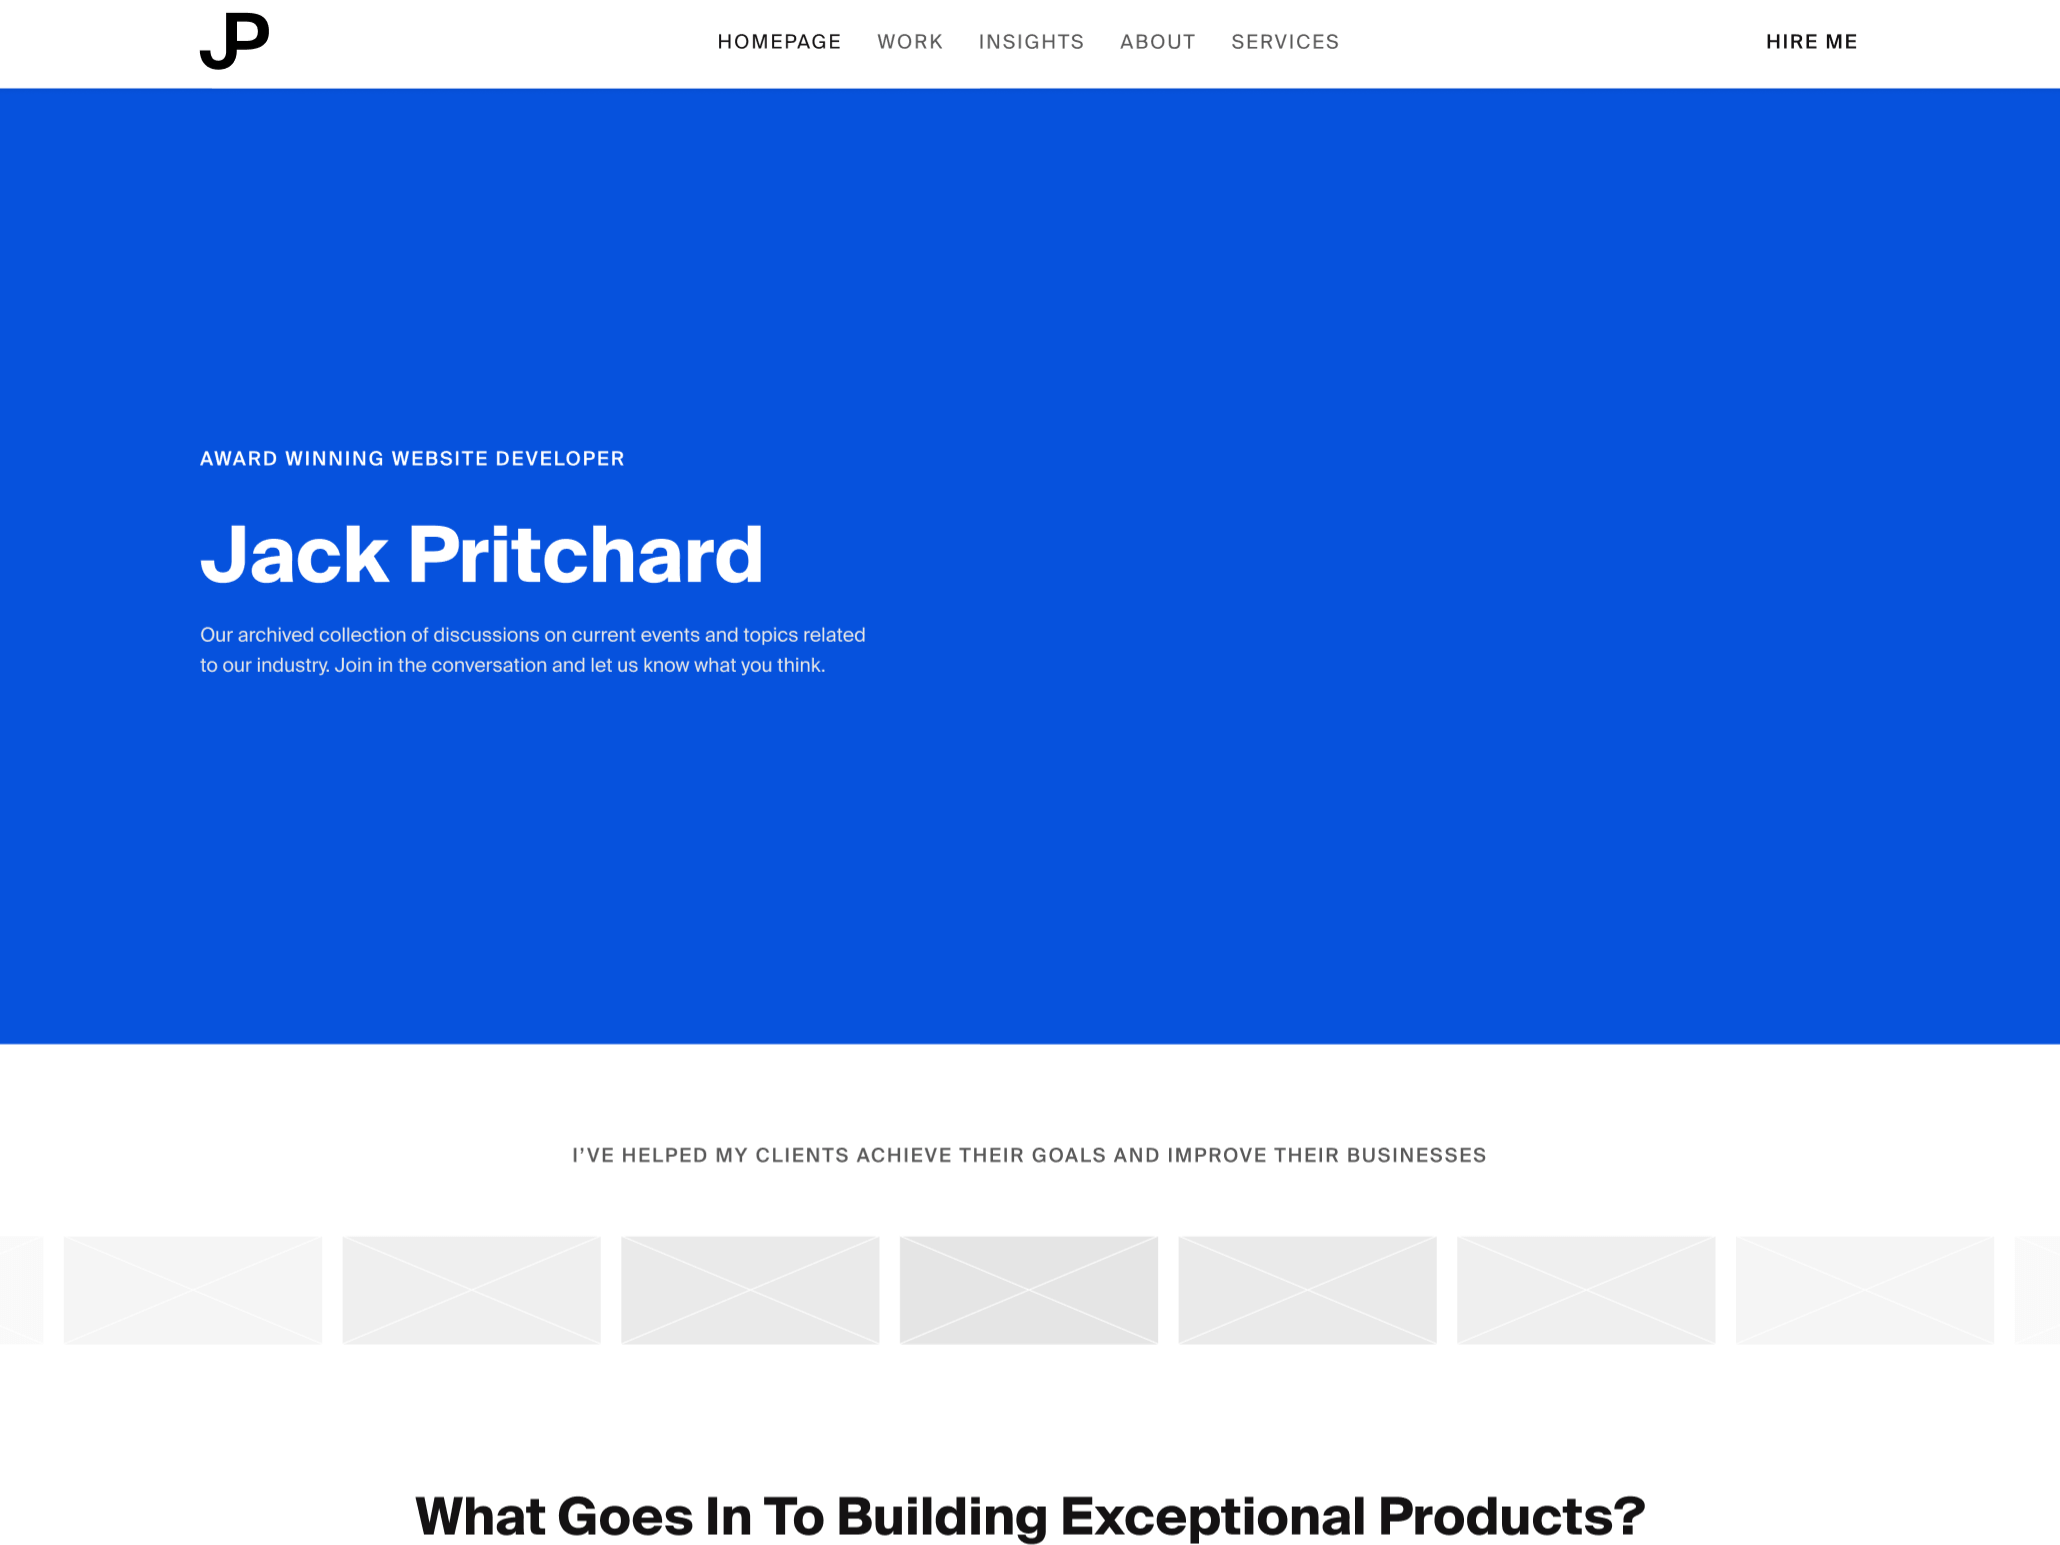 JP
HOMEPAGE WORK INSIGHTS ABOUT SERVICES HIRE ME
AWARD WINNING WEBSITE DEVELOPER
Jack Pritchard
Our archived collection of discussions on current events and topics related
to our industry. Join in the conversation and let us know what you think.
I’VE HELPED MY CLIENTS ACHIEVE THEIR GOALS AND IMPROVE THEIR BUSINESSES
What Goes In To Building Exceptional Products?